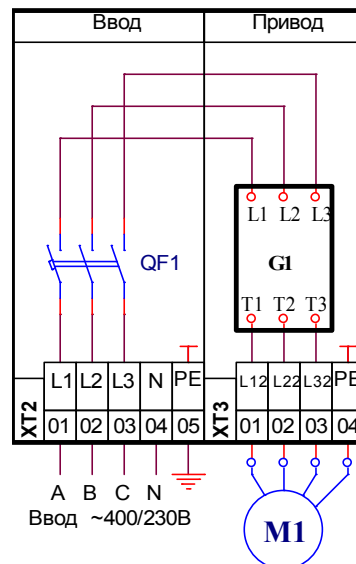 Ввод Привод
L1 L2 L3
G1
QF1
T1 T2 T3
XT2 L1 L2 L3 N PE XT3 L12 L22 L32 PE
01 02 03 04 05 01 02 03 04
A B C N
Ввод ~400/230В
M1